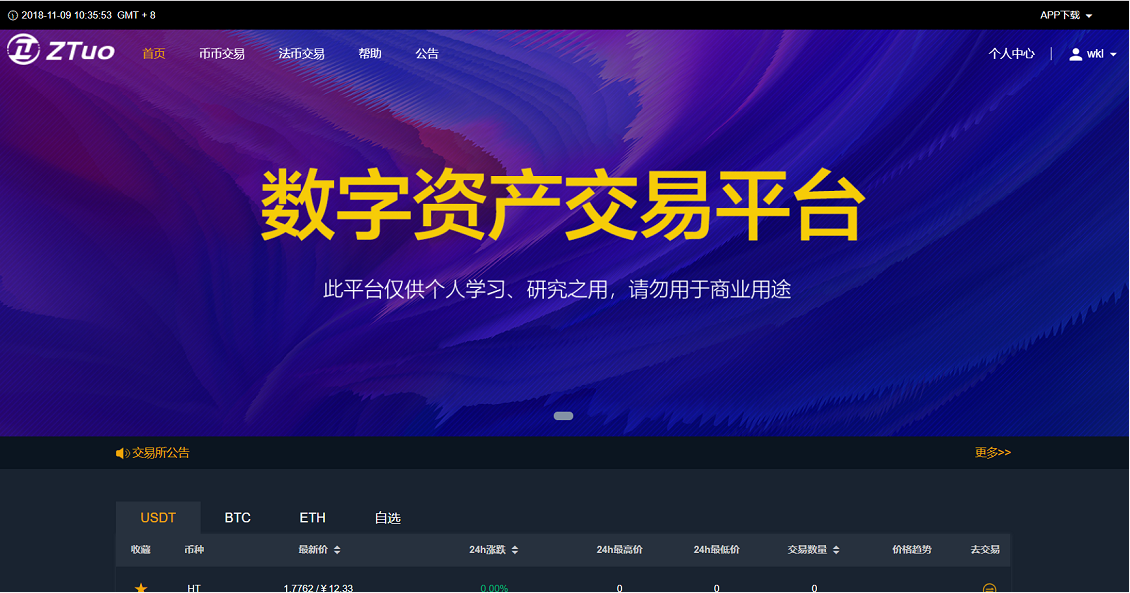 2018-11-09 10:35:53 GMT + 8 APP下载
ZTuo 首页 币币交易 法币交易 帮助 公告 个人中心 wkl
数字资产交易平台
此平台仅供个人学习、研究之用，请勿用于商业用途
交易所公告 更多>>
USDT BTC ETH 自选
收藏 币种 最新价 24h涨跌 24h最高价 24h最低价 交易数量 价格趋势 去交易
HT 1.7762 / ¥ 12.33 0.00% 0 0 0